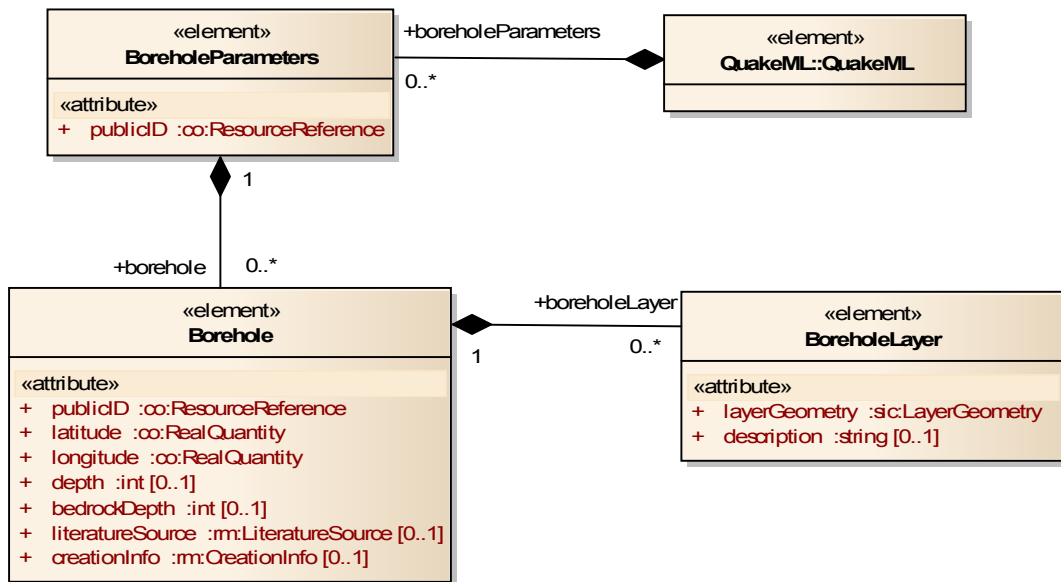 «element»
BoreholeParameters
«attribute»
+ publicID :co:ResourceReference
+boreholeParameters
0..*
«element»
QuakeML::QuakeML
1
+borehole
0..*
«element»
Borehole
«attribute»
+ publicID :co:ResourceReference
+ latitude :co:RealQuantity
+ longitude :co:RealQuantity
+ depth :int [0..1]
+ bedrockDepth :int [0..1]
+ literatureSource :rm:LiteratureSource [0..1]
+ creationInfo :rm:CreationInfo [0..1]
+boreholeLayer
1
0..*
«element»
BoreholeLayer
«attribute»
+ layerGeometry :sic:LayerGeometry
+ description :string [0..1]